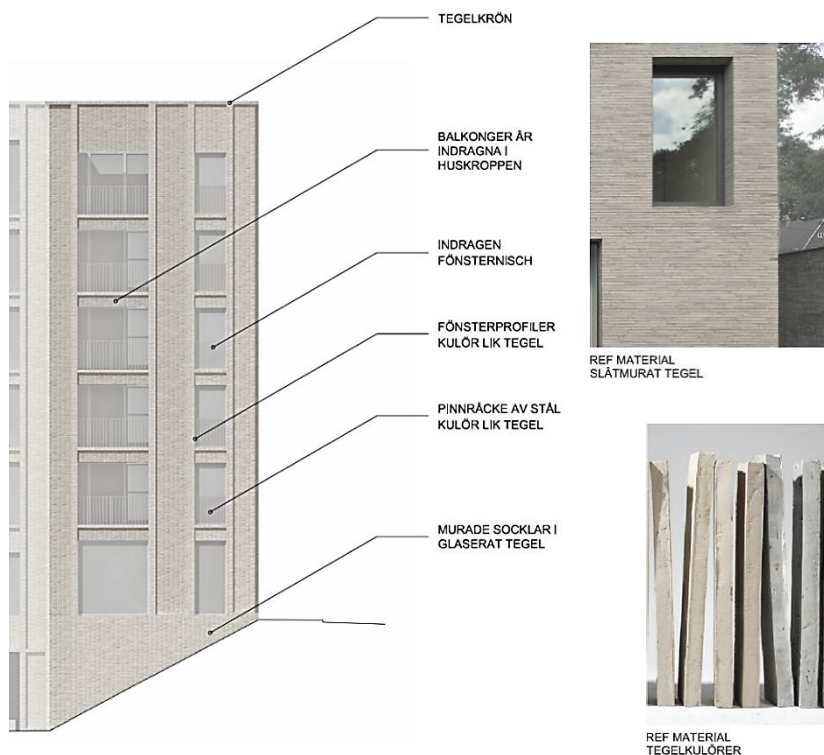 TEGELKRÖN
BALKONGER ÄR
INDRAGNA I
HUSKROPPEN
INDRAGEN
FÖNSTERNISCH
FÖNSTERPROFILER
KULÖR LIK TEGEL
PINNRÄCKE AV STÅL
KULÖR LIK TEGEL
MURADE SOCKLAR I
GLASERAT TEGEL
REF MATERIAL
SLÄTMURAT TEGEL
REF MATERIAL
TEGELKULÖRER